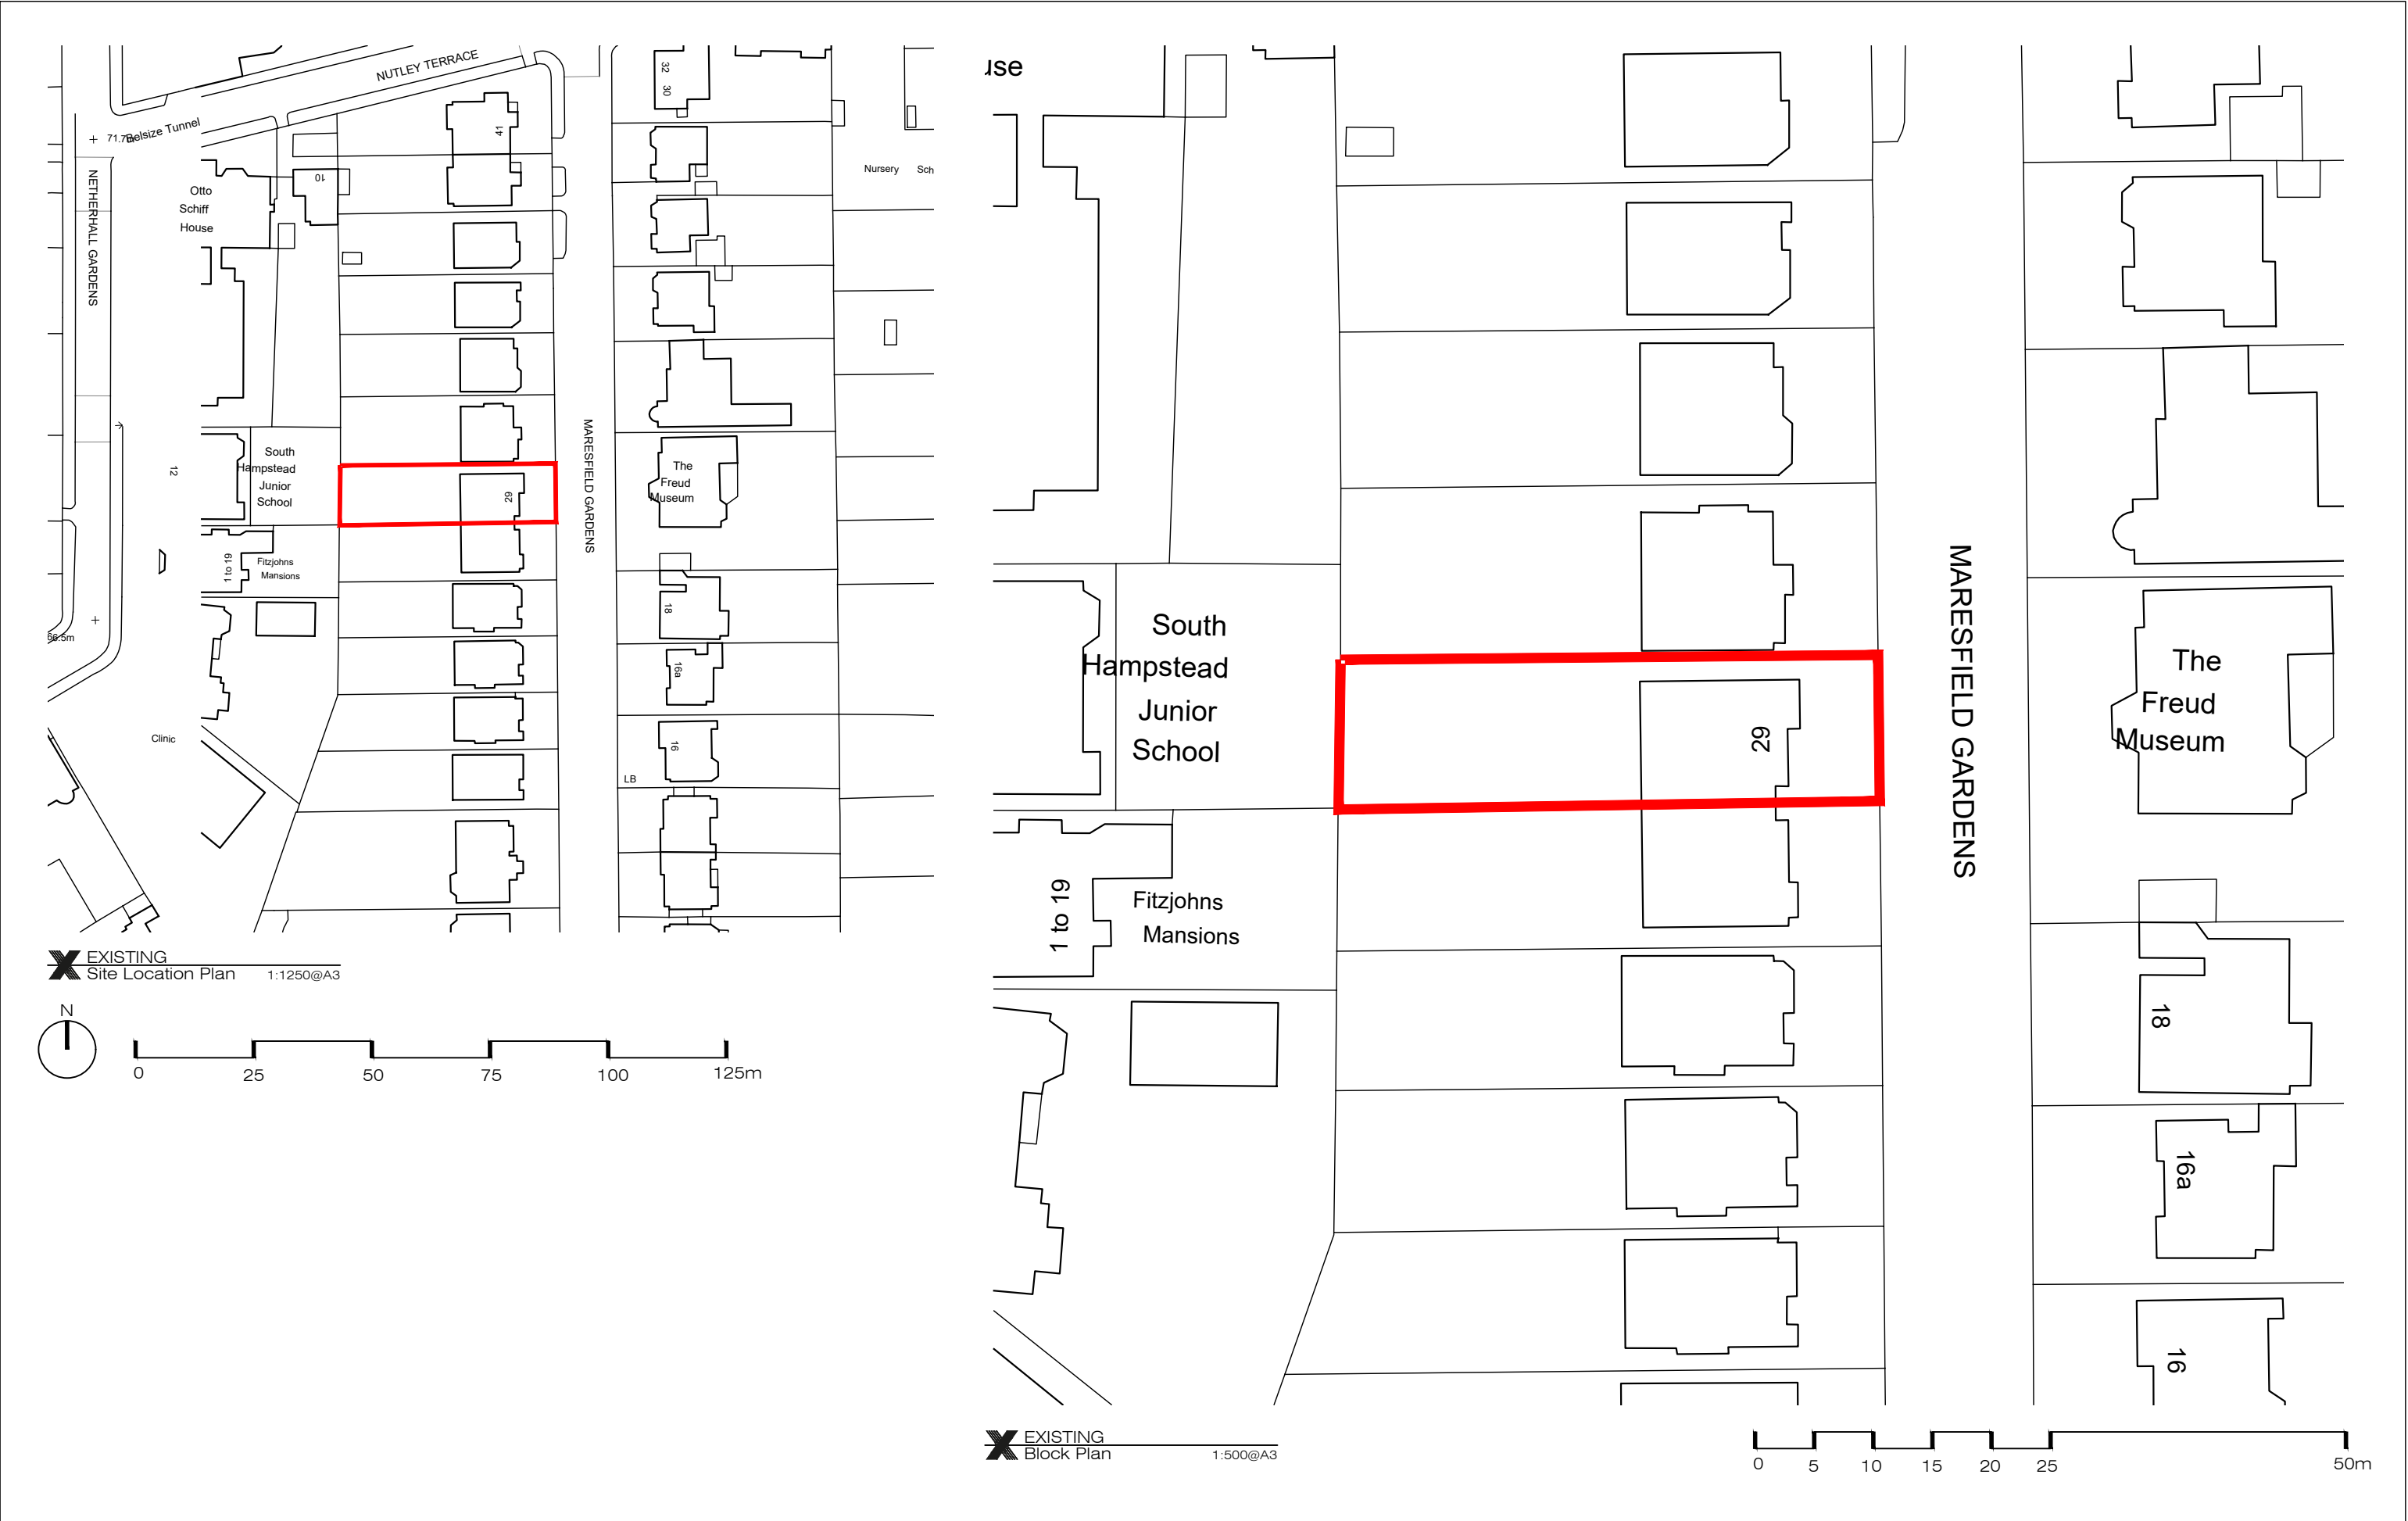 NUTLEY TERRACE
71.7m
Belsize Tunnel
NETHERHALL GARDENS
Otto
Schiff
House
10
41
32
30
Nursery Sch
12
South
Hampstead
Junior
School
29
MARESFIELD GARDENS
The
Freud
Museum
1 to 19
Fitzjohns
Mansions
66.5m
18
16a
Clinic
16
LB
EXISTING
Site Location Plan 1:1250@A3
N
0 25 50 75 100 125m
use
South
Hampstead
Junior
School
29
MARESFIELD GARDENS
The
Freud
Museum
1 to 19
Fitzjohns
Mansions
18
16a
16
EXISTING
Block Plan 1:500@A3
0 5 10 15 20 25 50m